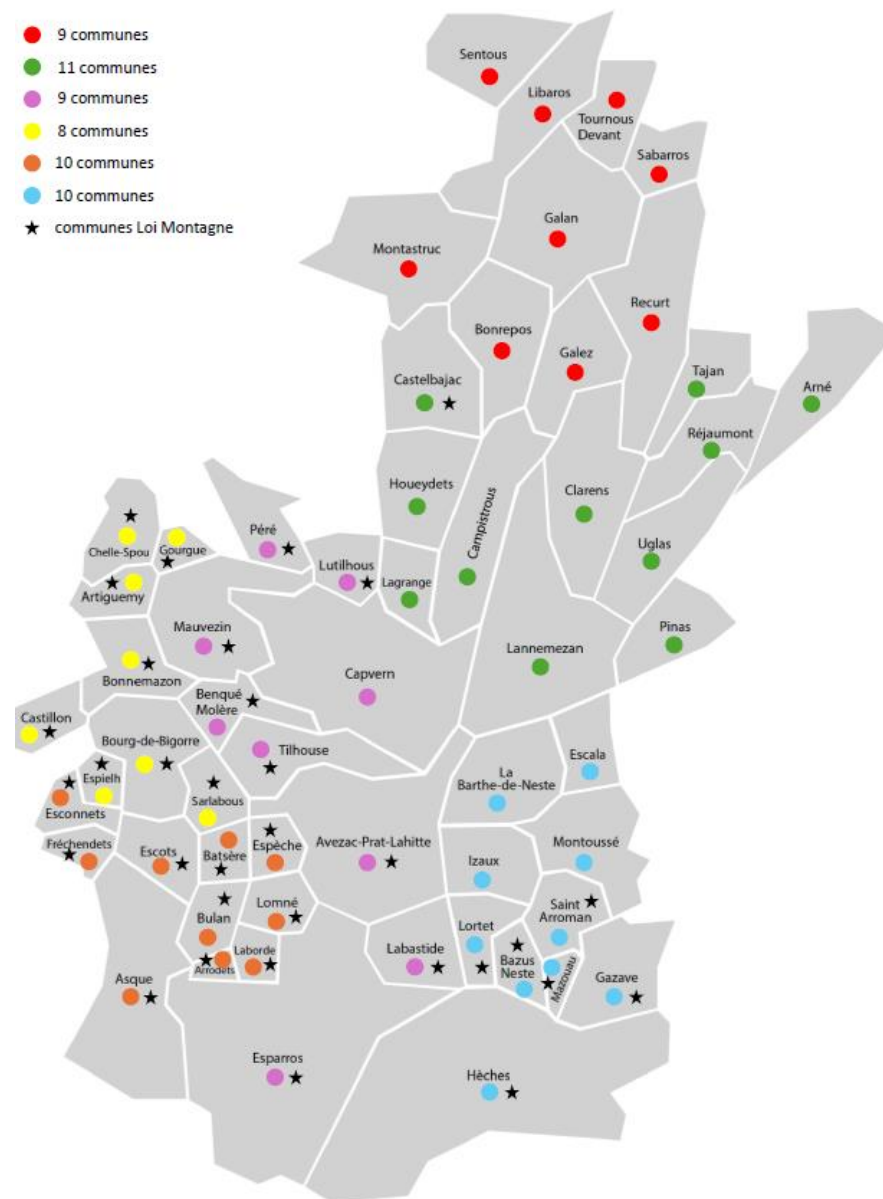 9 communes
11 communes
9 communes
8 communes
10 communes
10 communes
communes Loi Montagne
Sentous
Libaros
Tournous
Devant
Sabarros
Galan
Montastruc
Recurt
Bonrepos
Galez
Tajan
Arné
Castelbajac
Réjaumont
Houeydets
Clarens
Campistrous
Uglas
Péré
Chelle-Spou
Gourgue
Lutilhous
Lagrange
Artiguemy
Mauvezin
Pinas
Lannemezan
Capvern
Bonnemazon
Benqué
Molère
Castillon
Bourg-de-Bigorre
Tilhouse
Escala
La
Barthe-de-Neste
Espielh
Esconnets
Sarlabous
Fréchendets
Escots
Batsère
Espèche
Avezac-Prat-Lahitte
Izaux
Montoussé
Lomné
Saint
Arroman
Bulan
Lortet
Labastide
Laborde
Bazus
Neste
Arrodets
Mazouau
Gazave
Asque
Esparros
Hèches